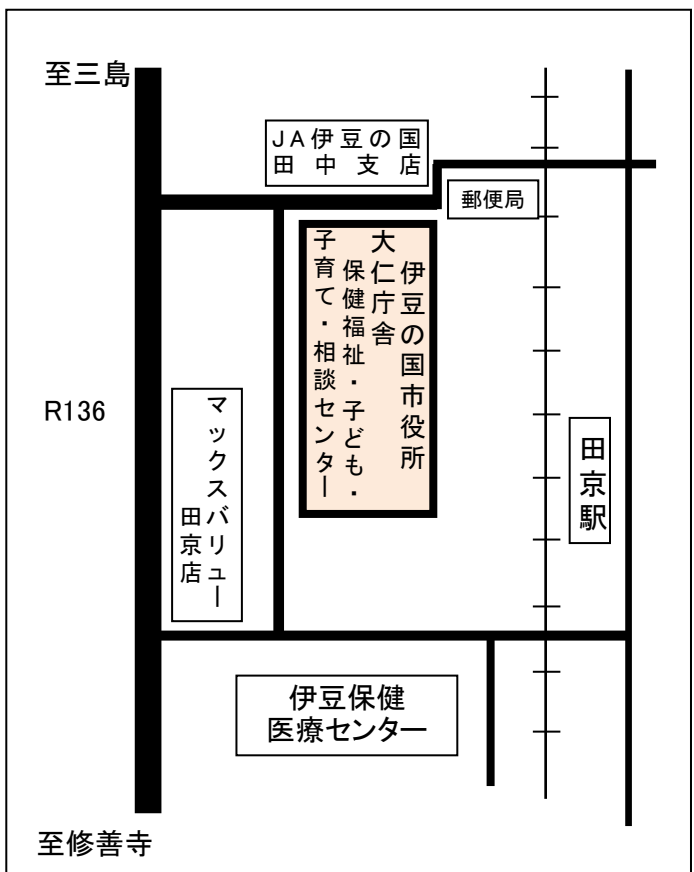 至三島
JA伊豆の国
田中支店
郵便局
伊豆の国市役所
大仁庁舎
保健福祉・子ども・
子育て・相談センター
R136
マックスバリュー
田京店
田京駅
伊豆保健
医療センター
至修善寺